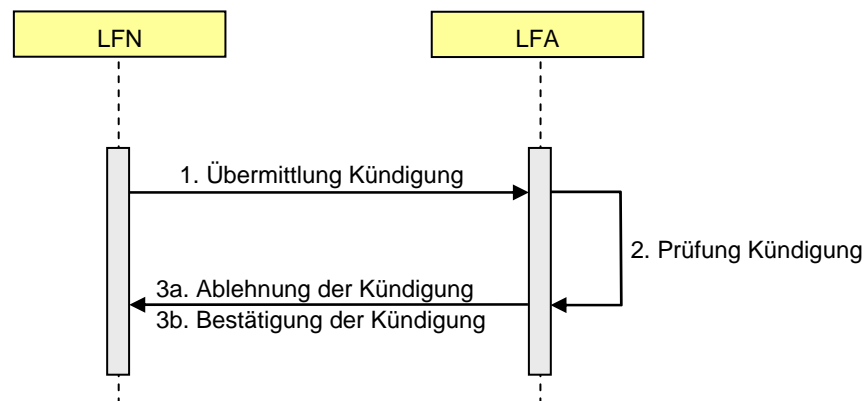 LFN
LFA
1. Übermittlung Kündigung
2. Prüfung Kündigung
3a. Ablehnung der Kündigung
3b. Bestätigung der Kündigung